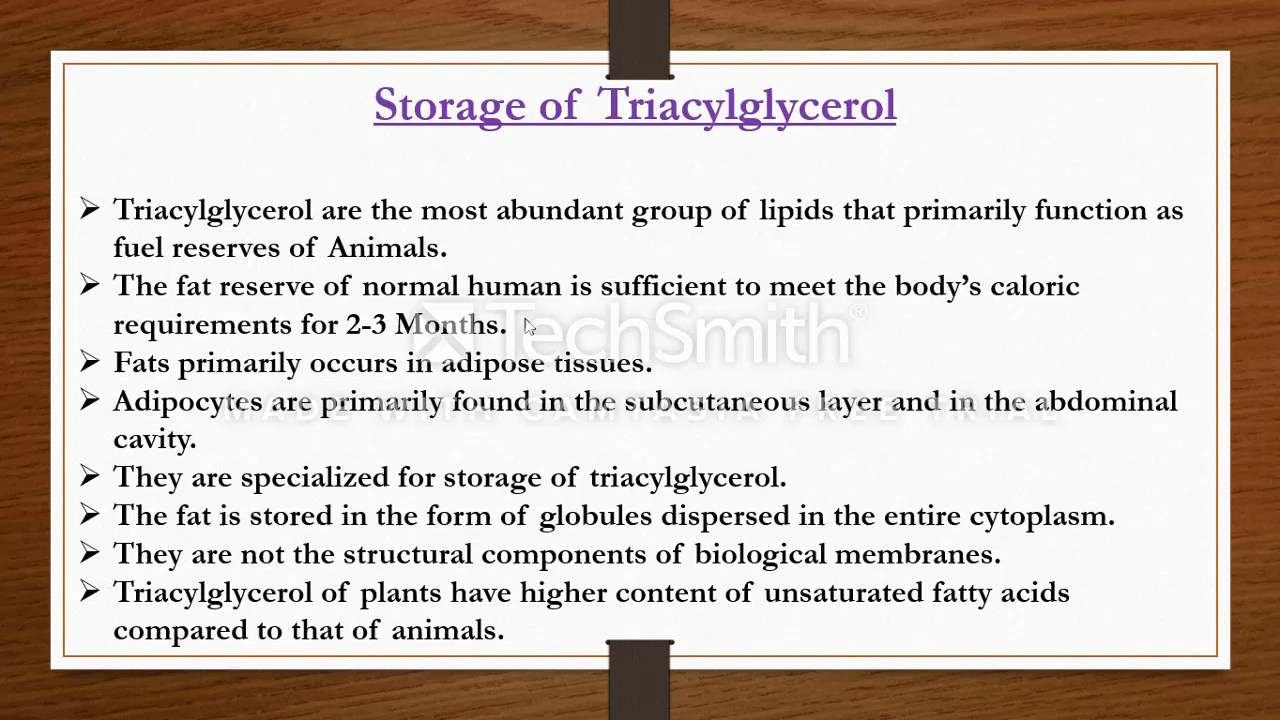 Storage of Triacylglycerol
➢ Triacylglycerol are the most abundant group of lipids that primarily function as
fuel reserves of Animals.
➢ The fat reserve of normal human is sufficient to meet the body’s caloric
requirements for 2-3 Months.
TechSmith®
➢ Fats primarily occurs in adipose tissues.
➢ Adipocytes are primarily found in the subcutaneous layer and in the abdominal
MADE WITH CAMTASIA FREE TRIAL
cavity.
➢ They are specialized for storage of triacylglycerol.
➢ The fat is stored in the form of globules dispersed in the entire cytoplasm.
➢ They are not the structural components of biological membranes.
➢ Triacylglycerol of plants have higher content of unsaturated fatty acids
compared to that of animals.